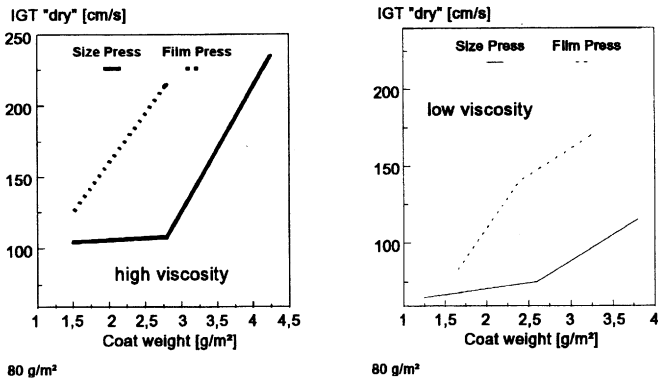 IGT "dry" [cm/s]
250
200
150
100
Size Press
Film Press
high viscosity
1 1,5 2 2,5 3 3,5 4 4,5
Coat weight [g/m²]
80 g/m²
IGT "dry" [cm/s]
220
200
150
100
Size Press
Film Press
low viscosity
1 2 3 4
Coat weight [g/m²]
80 g/m²